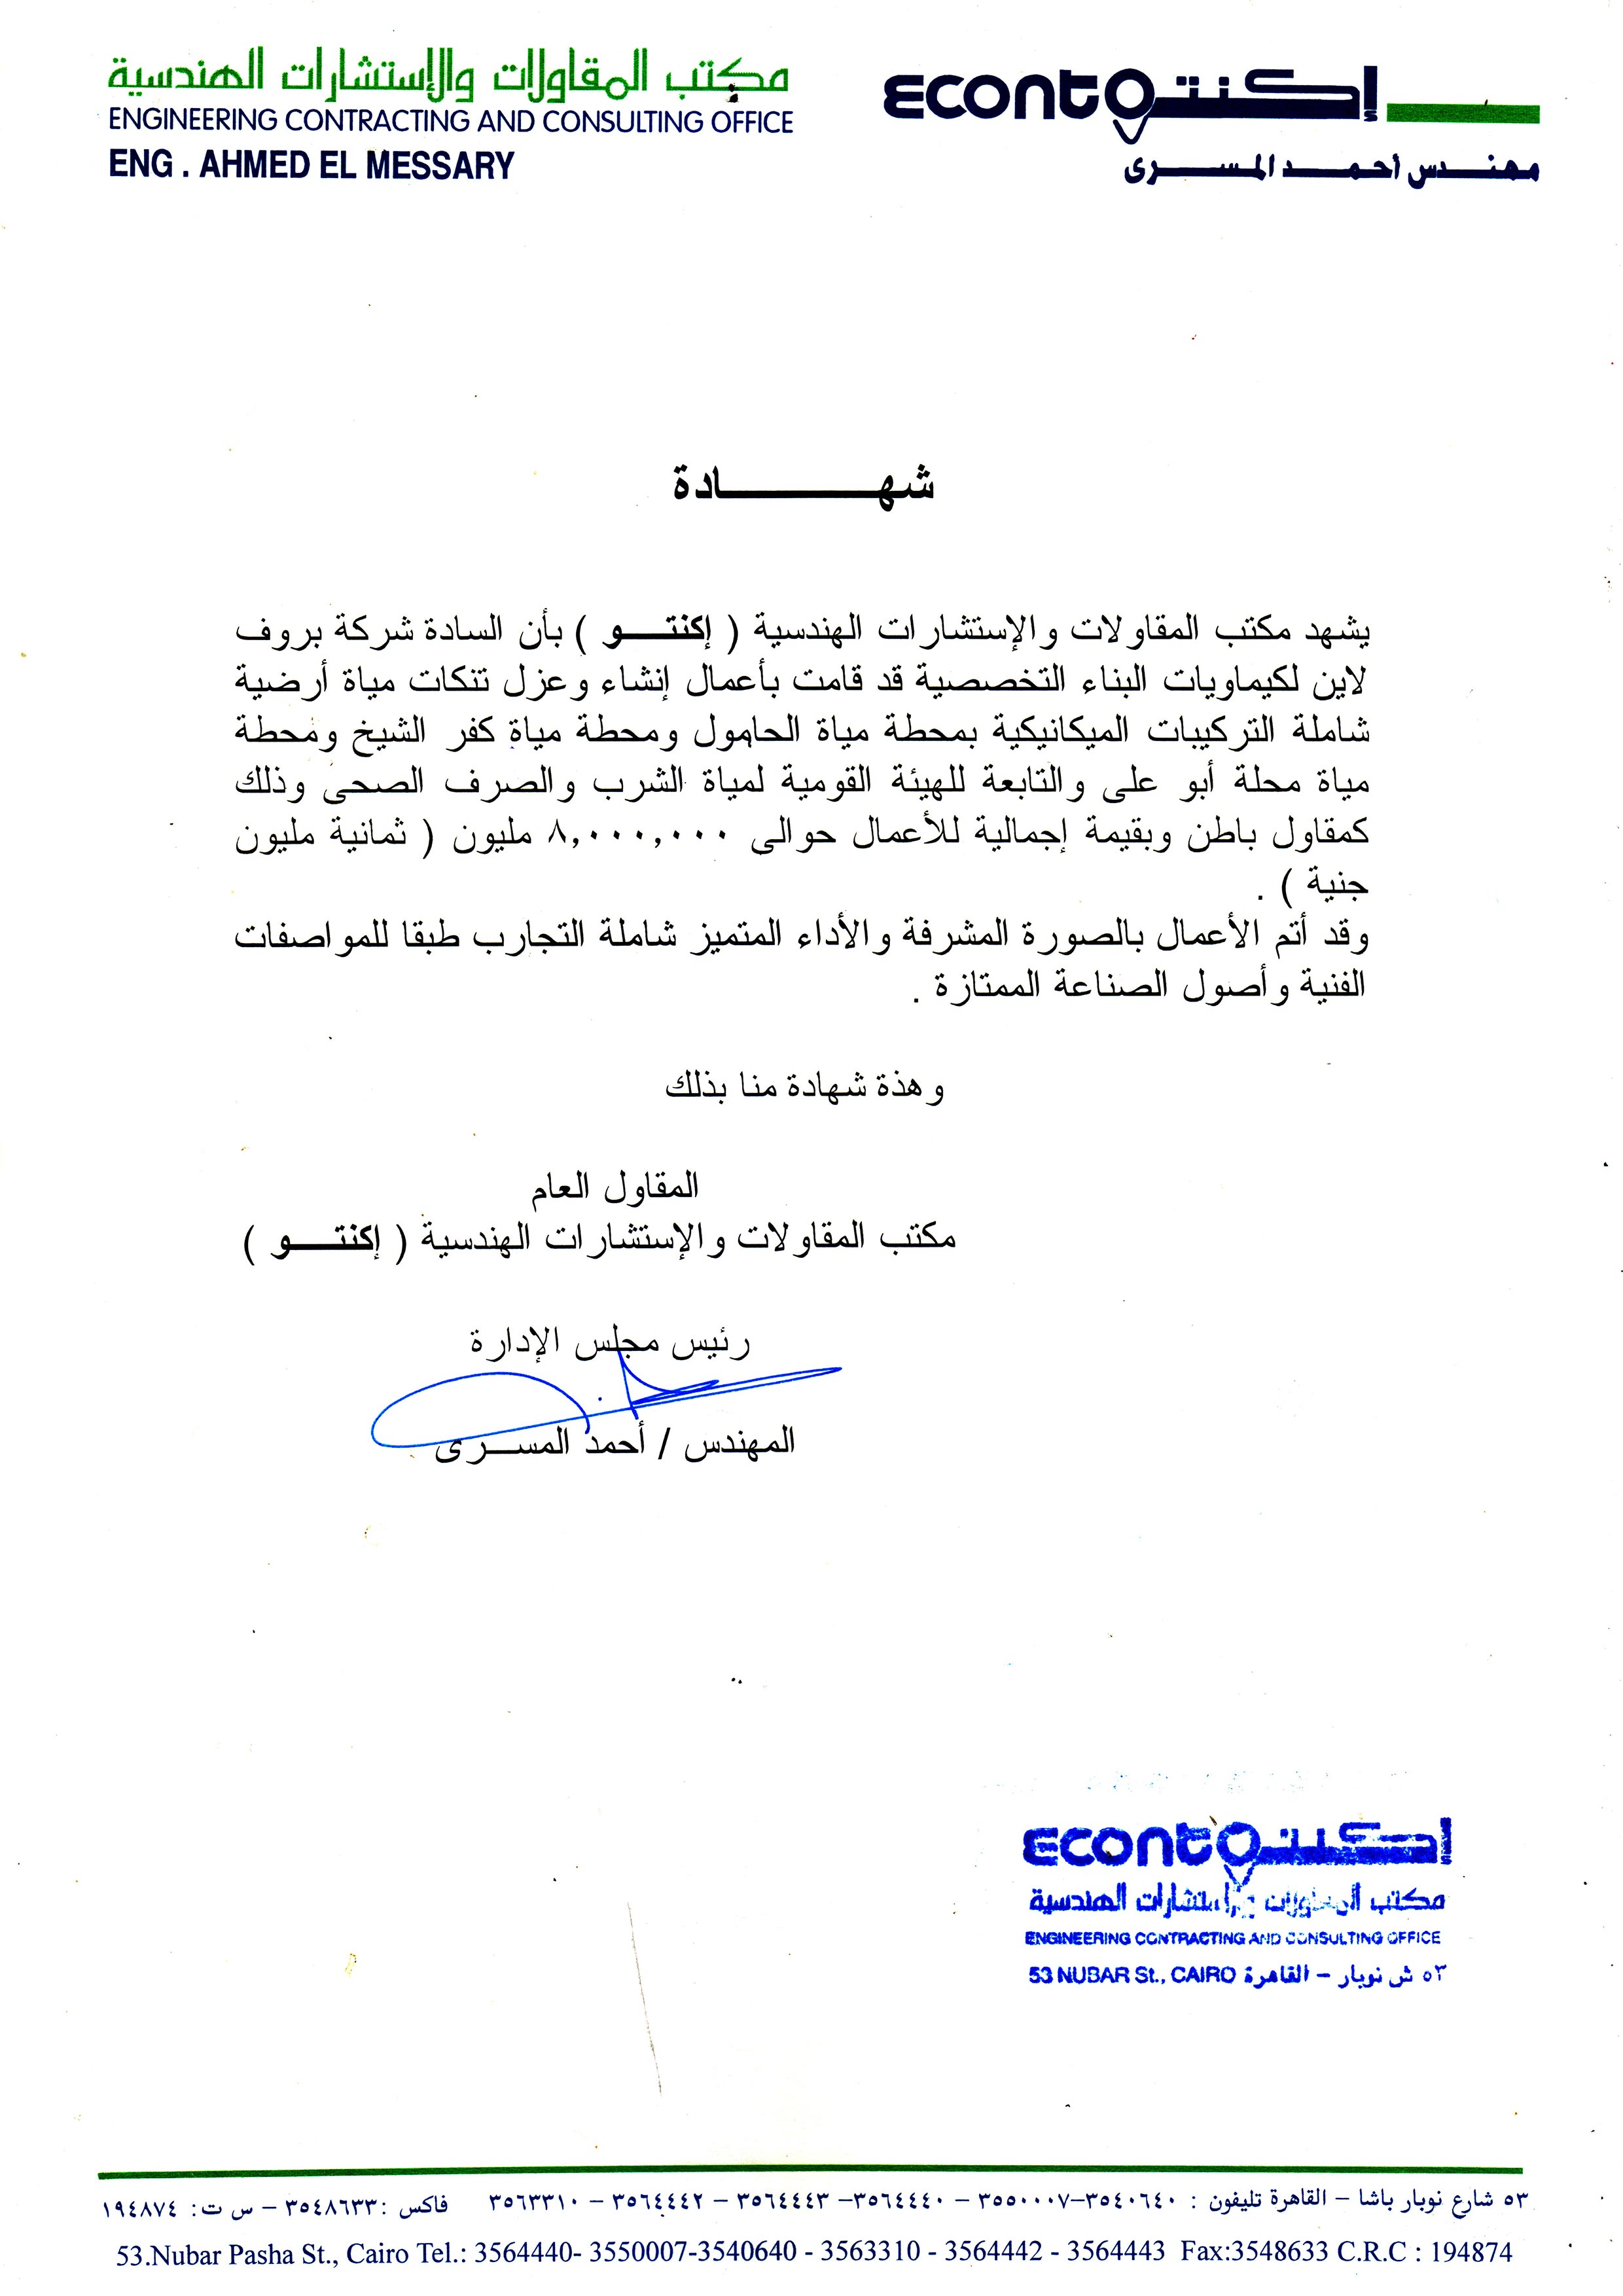 مكتب المقاولات والإستشارات الهندسية
ENGINEERING CONTRACTING AND CONSULTING OFFICE
ENG . AHMED EL MESSARY
econto إكنتو
مهندس أحمد المسرى
شهادة
يشهد مكتب المقاولات والإستشارات الهندسية ( إكنتو ) بأن السادة شركة بروف
لاين لكيماويات البناء التخصصية قد قامت بأعمال إنشاء وعزل تنكات مياة أرضية
شاملة التركيبات الميكانيكية بمحطة مياة الحامول ومحطة مياة كفر الشيخ ومحطة
مياة محلة أبو على والتابعة للهيئة القومية لمياة الشرب والصرف الصحى وذلك
كمقاول باطن وبقيمة إجمالية للأعمال حوالى ٨,٠٠٠,٠٠٠ مليون ( ثمانية مليون
جنية ) .
وقد أتم الأعمال بالصورة المشرفة والأداء المتميز شاملة التجارب طبقا للمواصفات
الفنية وأصول الصناعة الممتازة .
وهذة شهادة منا بذلك
المقاول العام
مكتب المقاولات والإستشارات الهندسية ( إكنتو )
رئيس مجلس الإدارة
المهندس / أحمد المسرى
econto إكنتو
مكتب المقاولات والإستشارات الهندسية
ENGINEERING CONTRACTING AND CONSULTING OFFICE
53 NUBAR St., CAIRO ٥٣ ش نوبار – القاهرة
٥٣ شارع نوبار باشا – القاهرة تليفون : ٣٥٤٠٦٤٠–٣٥٥٠٠٠٧ – ٣٥٦٤٤٤٠ –٣٥٦٤٤٤٣ – ٣٥٦٤٤٤٢ – ٣٥٦٣٣١٠ فاكس :٣٥٤٨٦٣٣ – س ت: ١٩٤٨٧٤
53.Nubar Pasha St., Cairo Tel.: 3564440- 3550007-3540640 - 3563310 - 3564442 - 3564443 Fax:3548633 C.R.C : 194874